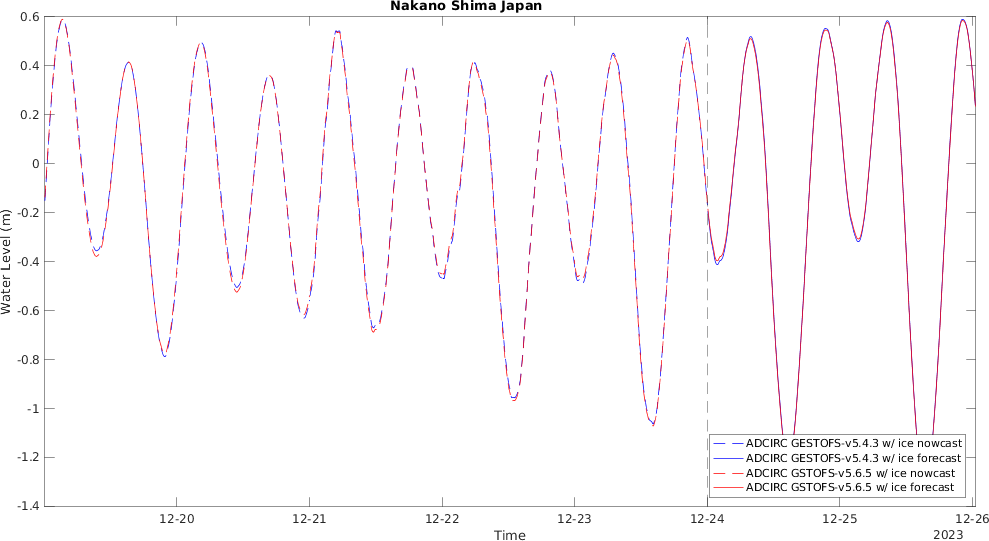 Nakano Shima Japan
0.6
0.4
0.2
0
-0.2
-0.4
-0.6
-0.8
-1
-1.2
-1.4
Water Level (m)
ADCIRC GESTOFS-v5.4.3 w/ ice nowcast
ADCIRC GESTOFS-v5.4.3 w/ ice forecast
ADCIRC GSTOFS-v5.6.5 w/ ice nowcast
ADCIRC GSTOFS-v5.6.5 w/ ice forecast
12-20 12-21 12-22 12-23 12-24 12-25 12-26
Time
2023